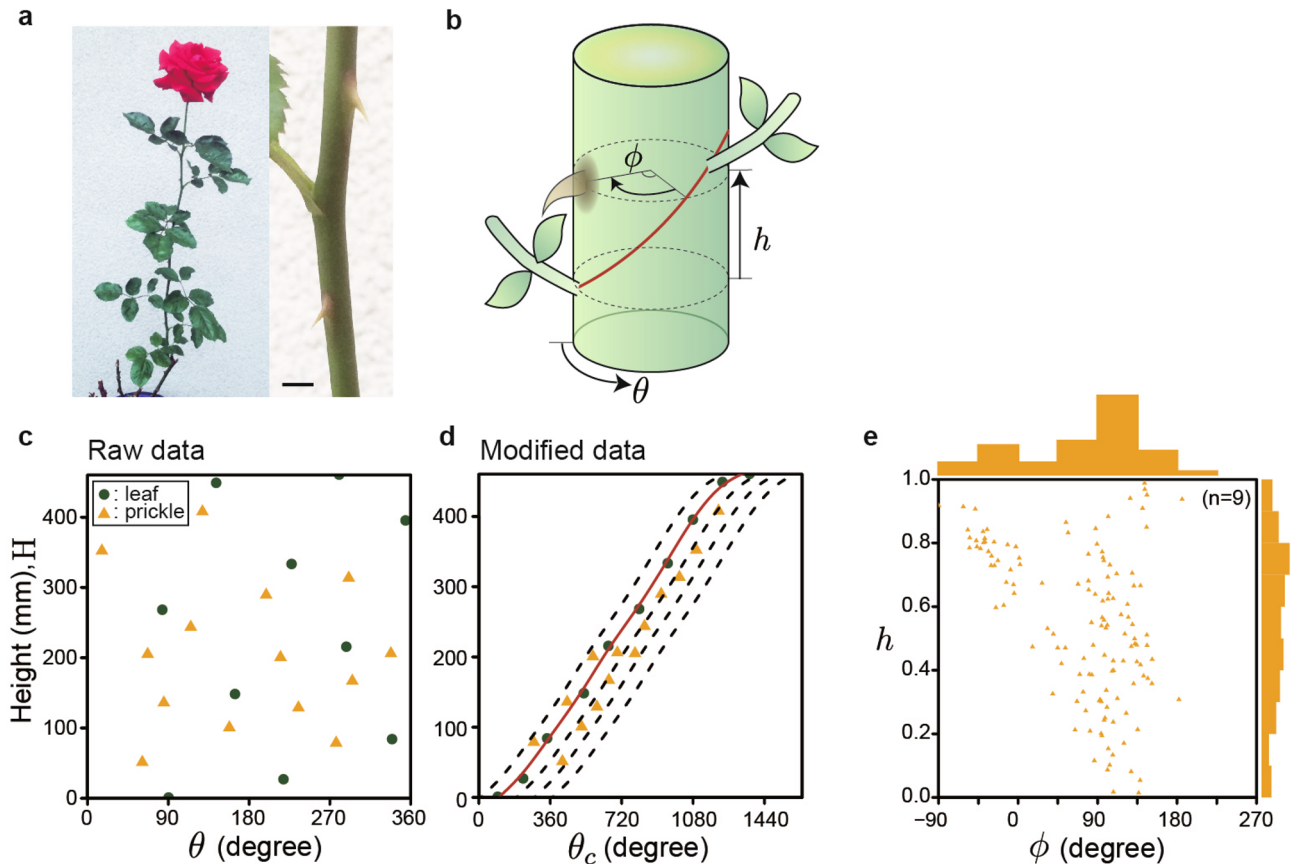 a
b
ϕ
h
θ
c
Raw data
d
Modified data
e
: leaf
: prickle
(n=9)
Height (mm), H
400
300
200
100
0
0
90
180
270
360
θ (degree)
400
300
200
100
0
0
360
720
1080
1440
θc (degree)
h
1.0
0.8
0.6
0.4
0.2
0.0
−90
0
90
180
270
ϕ (degree)